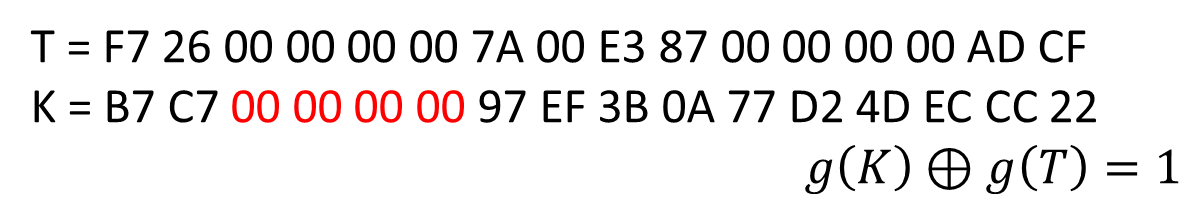 T = F7 26 00 00 00 00 7A 00 E3 87 00 00 00 00 AD CF
K = B7 C7 00 00 00 00 97 EF 3B 0A 77 D2 4D EC CC 22
g(K) ⊕ g(T) = 1